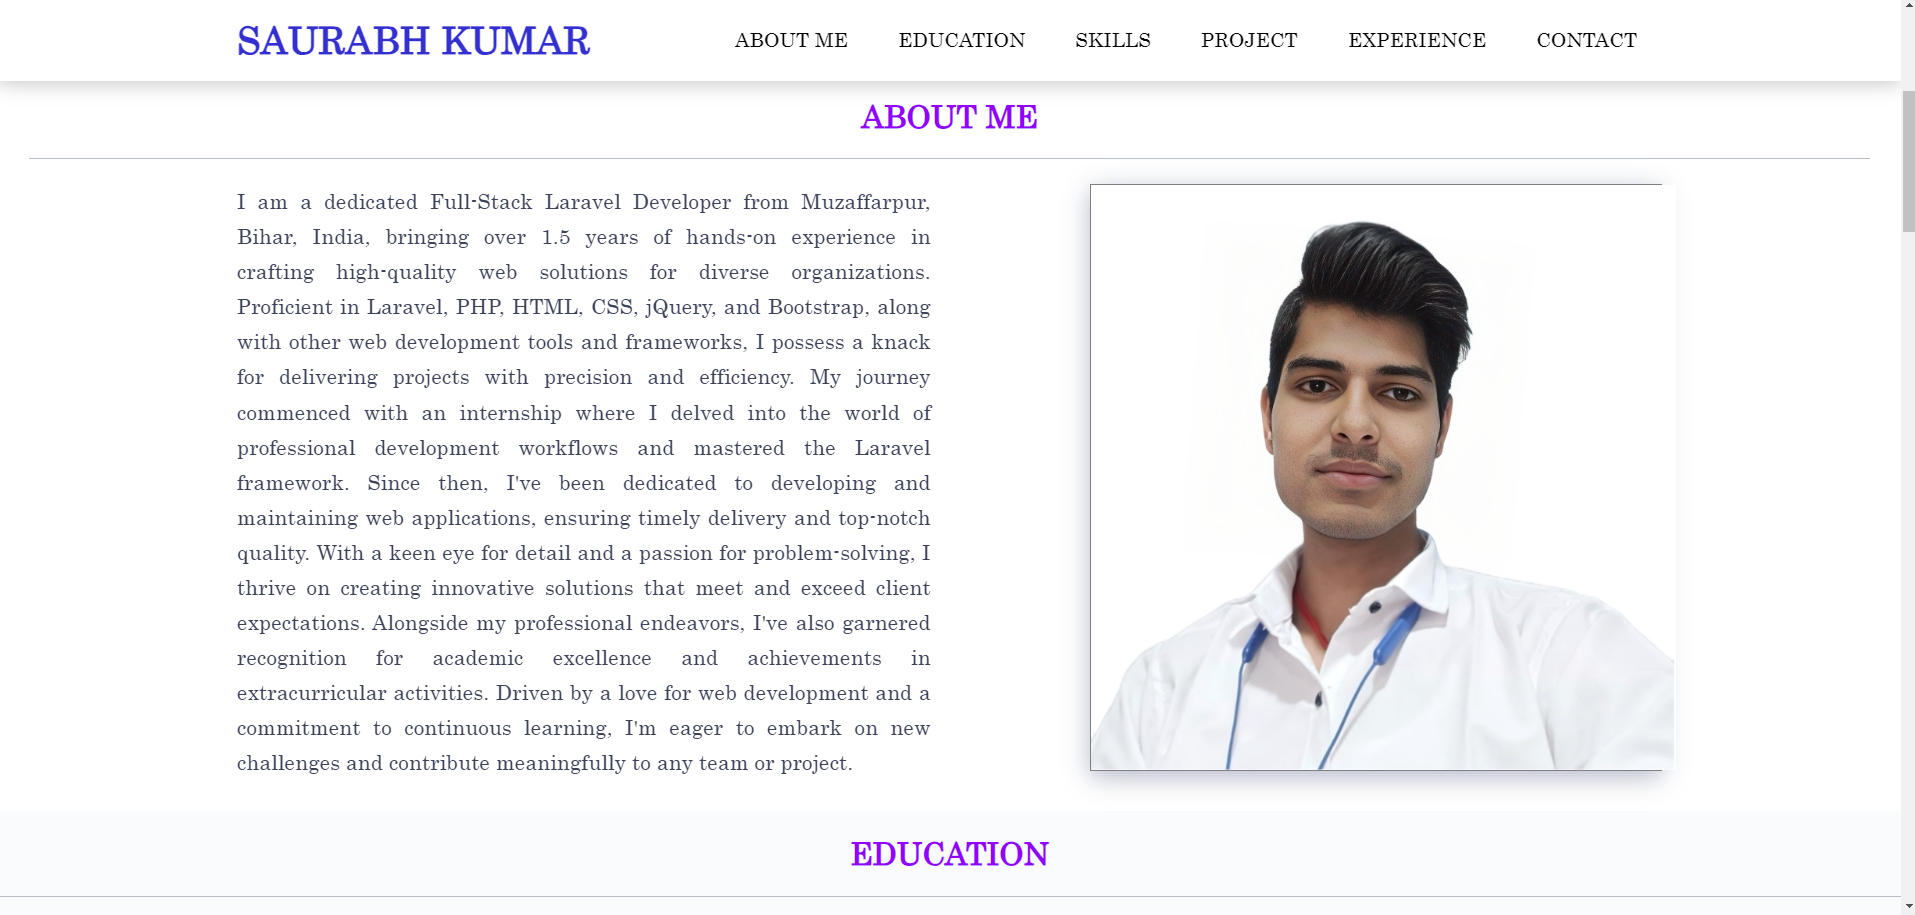 SAURABH KUMAR
ABOUT ME
EDUCATION
SKILLS
PROJECT
EXPERIENCE
CONTACT
ABOUT ME
I am a dedicated Full-Stack Laravel Developer from Muzaffarpur,
Bihar, India, bringing over 1.5 years of hands-on experience in
crafting high-quality web solutions for diverse organizations.
Proficient in Laravel, PHP, HTML, CSS, jQuery, and Bootstrap, along
with other web development tools and frameworks, I possess a knack
for delivering projects with precision and efficiency. My journey
commenced with an internship where I delved into the world of
professional development workflows and mastered the Laravel
framework. Since then, I've been dedicated to developing and
maintaining web applications, ensuring timely delivery and top-notch
quality. With a keen eye for detail and a passion for problem-solving, I
thrive on creating innovative solutions that meet and exceed client
expectations. Alongside my professional endeavors, I've also garnered
recognition for academic excellence and achievements in
extracurricular activities. Driven by a love for web development and a
commitment to continuous learning, I'm eager to embark on new
challenges and contribute meaningfully to any team or project.
EDUCATION